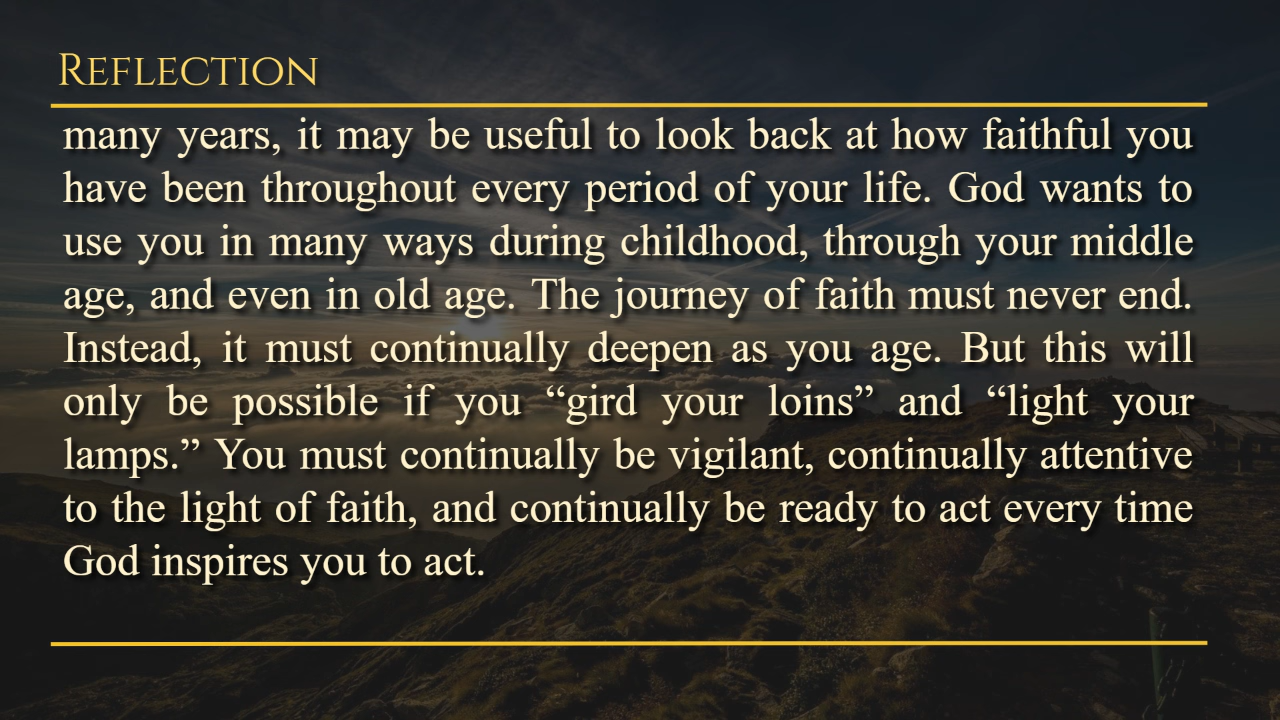 Reflection
many years, it may be useful to look back at how faithful you
have been throughout every period of your life. God wants to
use you in many ways during childhood, through your middle
age, and even in old age. The journey of faith must never end.
Instead, it must continually deepen as you age. But this will
only be possible if you “gird your loins” and “light your
lamps.” You must continually be vigilant, continually attentive
to the light of faith, and continually be ready to act every time
God inspires you to act.